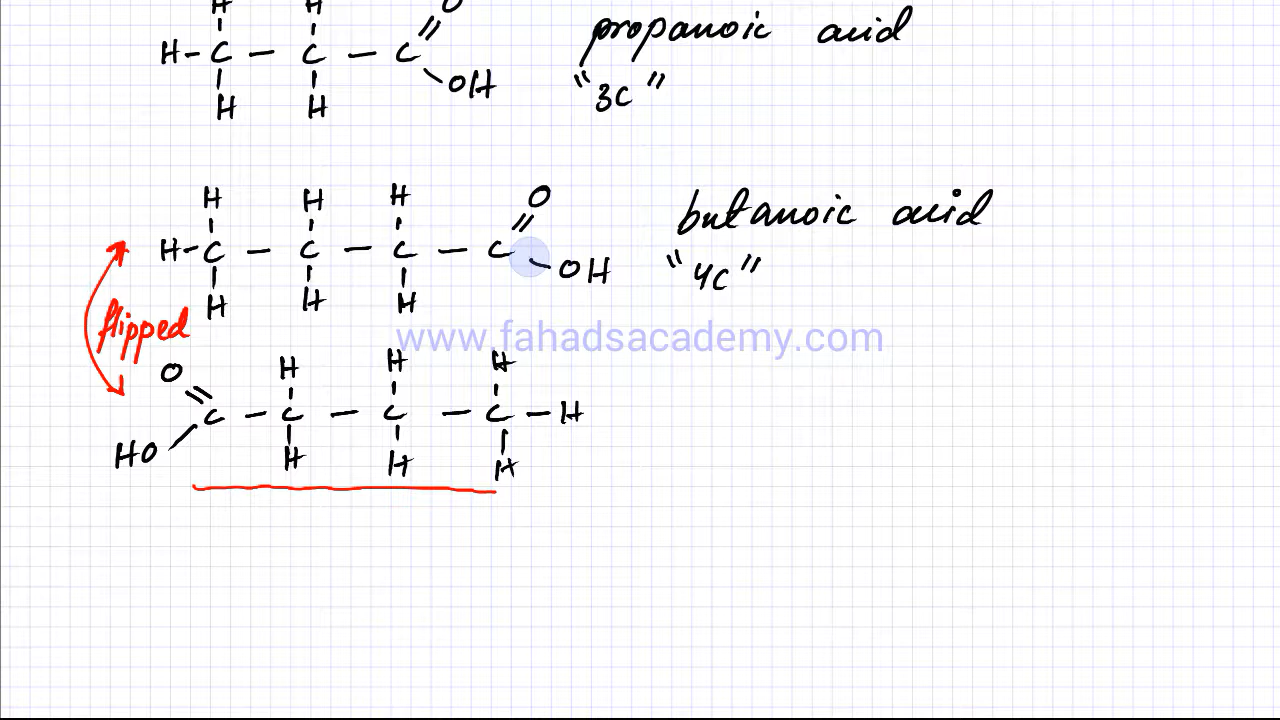 H H O
H - C - C - C propanoic acid
H H OH "3C"
H H H O
H - C - C - C - C butanoic acid
H H H OH "4C"
flipped
www.fahadsacademy.com
O H H H
C - C - C - C - H
HO H H H